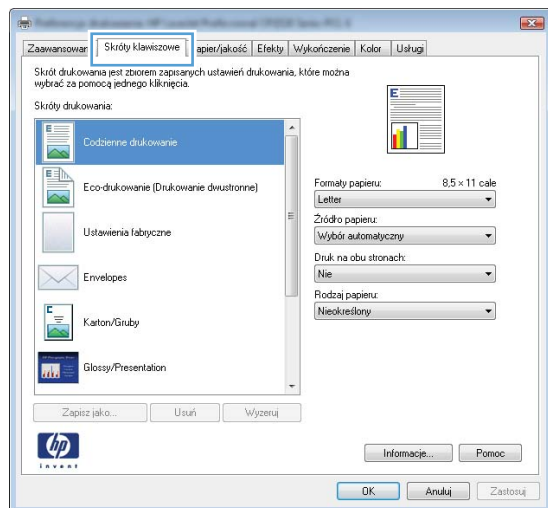 Zaawansowan
Skróty klawiszowe
apier/jakość
Efekty
Wykończenie
Kolor
Usługi
Skrót drukowania jest zbiorem zapisanych ustawień drukowania, które można
wybrać za pomocą jednego kliknięcia.
Skróty drukowania:
E
Codzienne drukowanie
Eco-drukowanie (Drukowanie dwustronne)
Ustawienia fabryczne
Envelopes
Karton/Gruby
Glossy/Presentation
Zapisz jako...
Usuń
Wyzeruj
E
Formaty papieru: 8,5 × 11 cale
Letter
Źródło papieru:
Wybór automatyczny
Druk na obu stronach:
Nie
Rodzaj papieru:
Nieokreślony
hp
invent
Informacje...
Pomoc
OK
Anuluj
Zastosuj